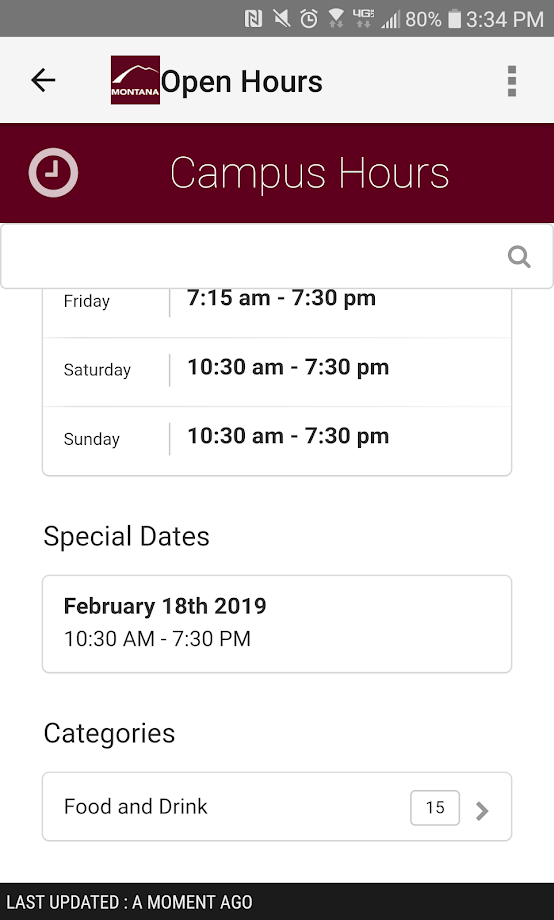 4G 80% 3:34 PM
MONTANA Open Hours
Campus Hours
Friday 7:15 am - 7:30 pm
Saturday 10:30 am - 7:30 pm
Sunday 10:30 am - 7:30 pm
Special Dates
February 18th 2019
10:30 AM - 7:30 PM
Categories
Food and Drink 15
LAST UPDATED : A MOMENT AGO